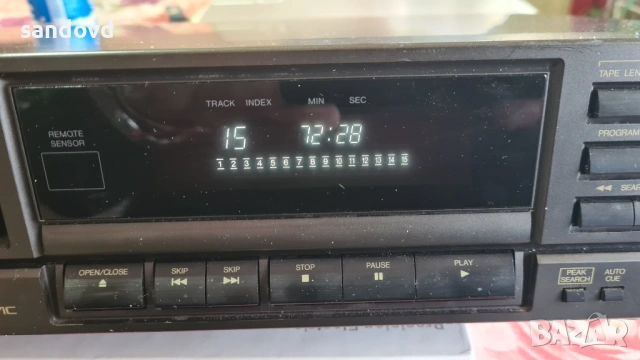 sandovd
TRACK INDEX MIN SEC
TAPE LEN
REMOTE SENSOR
15 72:28
1 2 3 4 5 6 7 8 9 10 11 12 13 14 15
PROGRAM
SEAR
OPEN/CLOSE SKIP SKIP STOP PAUSE PLAY
PEAK SEARCH
AUTO CUE
MC
BAZAR